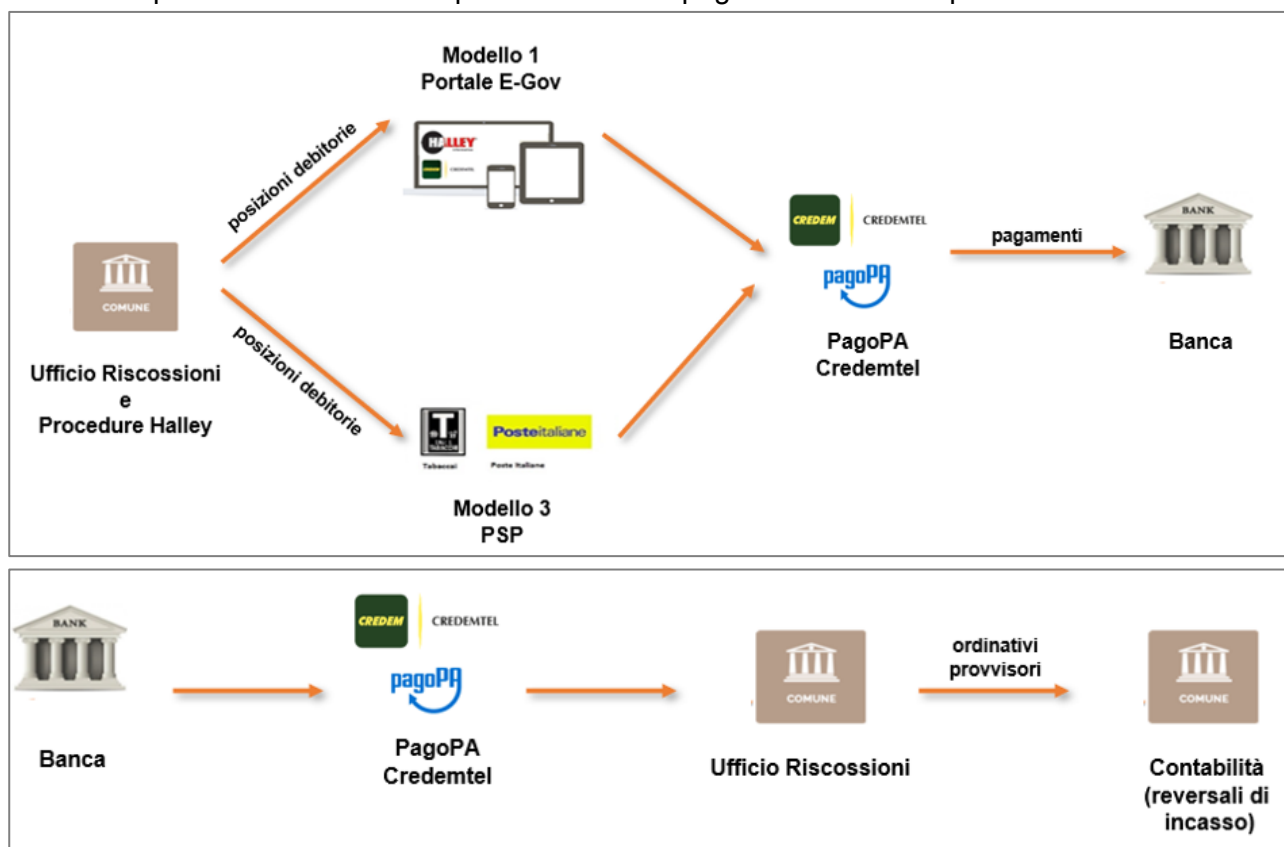 Modello 1
Portale E-Gov
HALLEY
CREDEM CREDEMTEL
posizioni debitorie
COMUNE
Ufficio Riscossioni
e
Procedure Halley
posizioni debitorie
T
Tabaccai
Posteitaliane
Poste Italiane
Modello 3
PSP
CREDEM CREDEMTEL
pagoPA
PagoPA
Credemtel
pagamenti
BANK
Banca
BANK
Banca
CREDEM CREDEMTEL
pagoPA
PagoPA
Credemtel
COMUNE
Ufficio Riscossioni
ordinativi
provvisori
COMUNE
Contabilità
(reversali di
incasso)